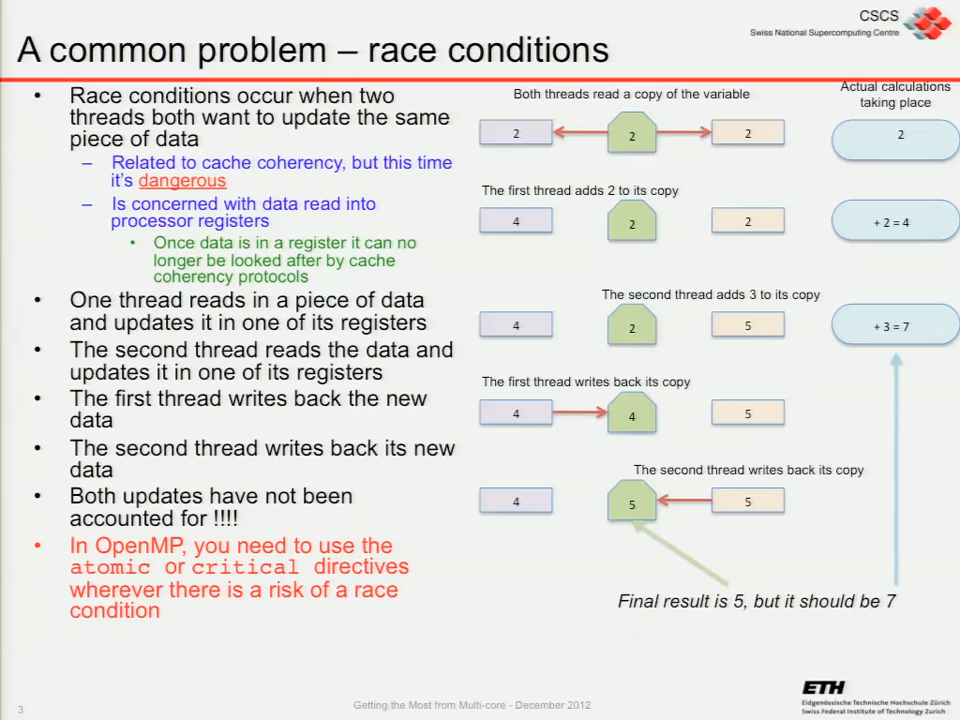 CSCS
Swiss National Supercomputing Centre
A common problem – race conditions
• Race conditions occur when two
threads both want to update the same
piece of data
– Related to cache coherency, but this time
it's dangerous
– Is concerned with data read into
processor registers
• Once data is in a register it can no
longer be looked after by cache
coherency protocols
• One thread reads in a piece of data
and updates it in one of its registers
• The second thread reads the data and
updates it in one of its registers
• The first thread writes back the new
data
• The second thread writes back its new
data
• Both updates have not been
accounted for !!!!
• In OpenMP, you need to use the
atomic or critical directives
wherever there is a risk of a race
condition
Both threads read a copy of the variable
Actual calculations
taking place
2 2 2 2
The first thread adds 2 to its copy
4 2 2 + 2 = 4
The second thread adds 3 to its copy
4 2 5 + 3 = 7
The first thread writes back its copy
4 4 5
The second thread writes back its copy
4 5 5
Final result is 5, but it should be 7
3
Getting the Most from Multi-core - December 2012
ETH
Eidgenössische Technische Hochschule Zürich
Swiss Federal Institute of Technology Zurich